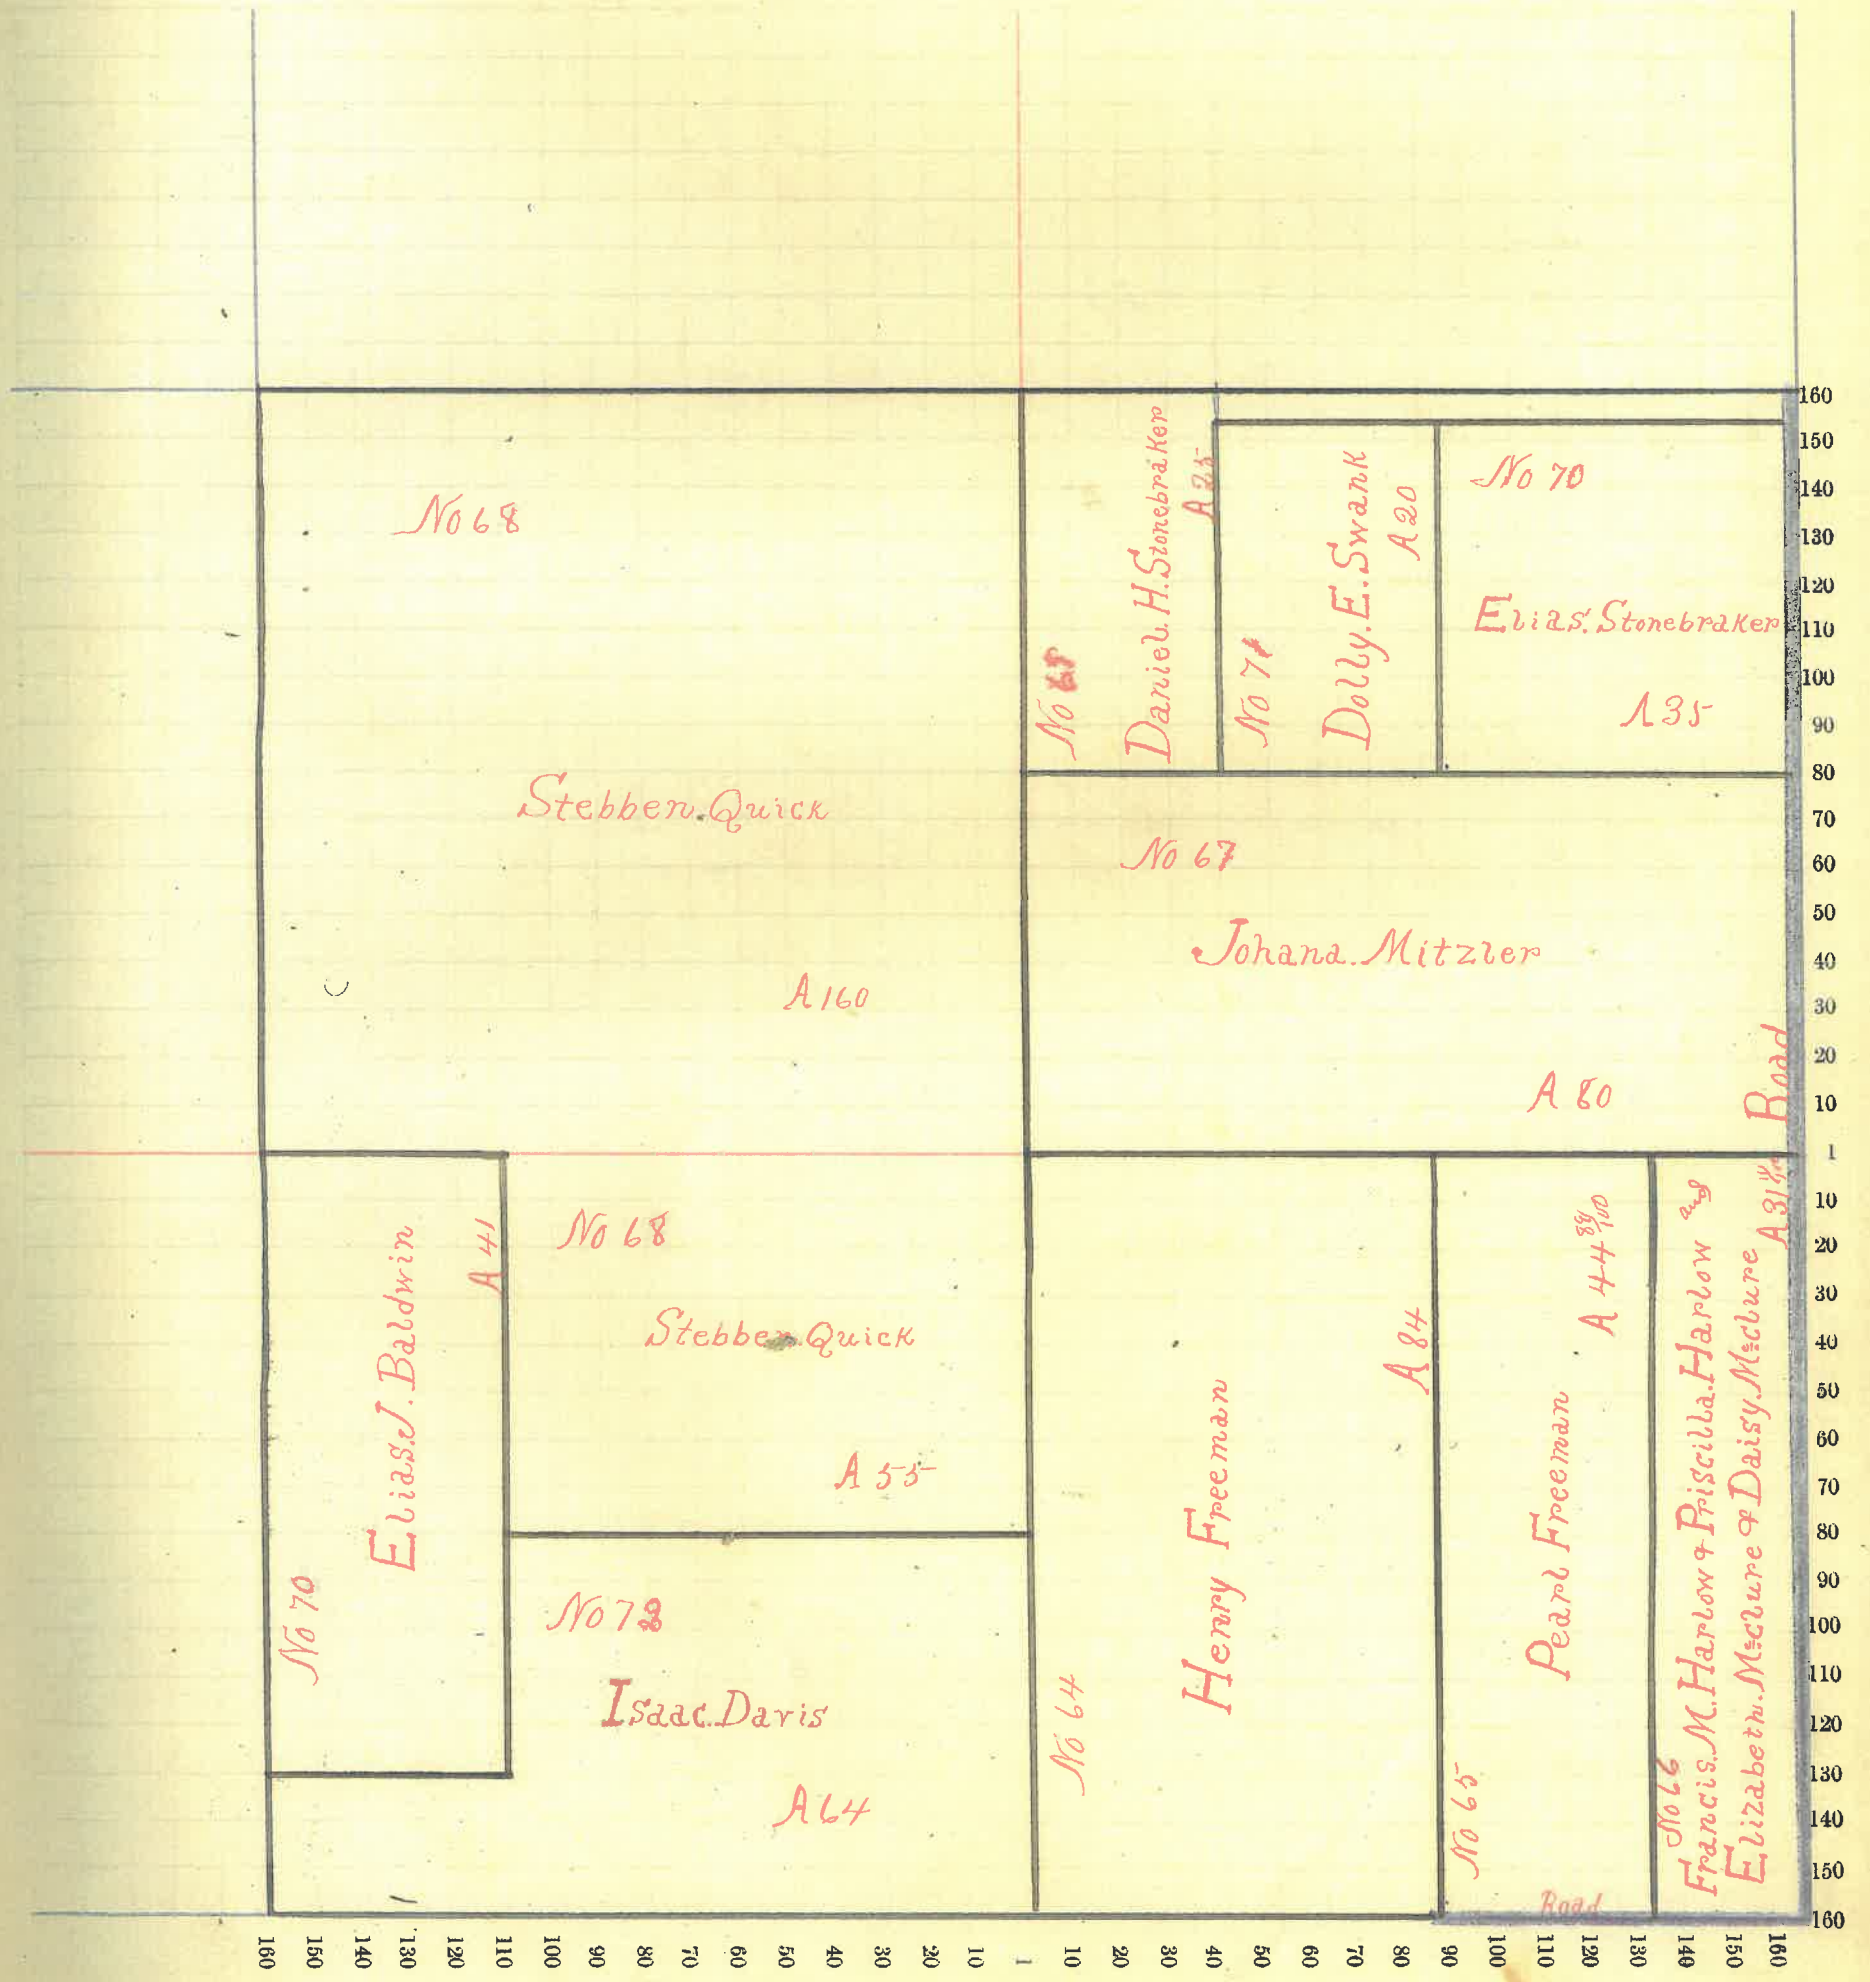 No 68
Stebben. Quick
A 160
Daniel. H. Stonebraker
A 25
No 71
Dolly. E. Swank
A 20
No 70
Elias. Stonebraker
A 35
No 67
Johana. Mitzler
A 80
Road
No 70
Elias. J. Baldwin
A 41
No 68
Stebben. Quick
A 55
Isaac. Davis
A 64
No 64
Henry Freeman
A 84
No 65
Pearl Freeman
A 44 88/100
No 66
Francis. M. Harlow & Priscilla. Harlow and
Elizabeth. Mcclure & Daisy. Mcclure
Road
160
150
140
130
120
110
100
90
80
70
60
50
40
30
20
10
1
10
20
30
40
50
60
70
80
90
100
110
120
130
140
150
160
160 150 140 130 120 110 100 90 80 70 60 50 40 30 20 10 1 10 20 30 40 50 60 70 80 90 100 110 120 130 140 150 160